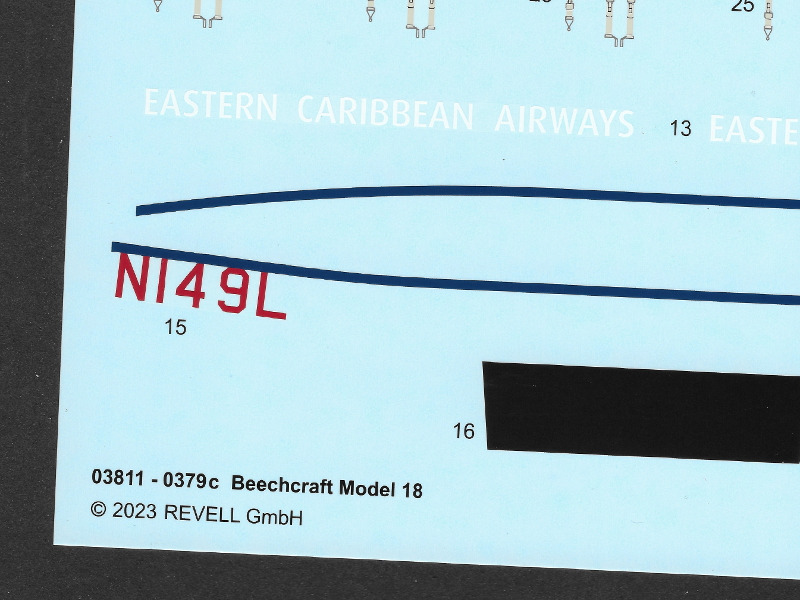 25
EASTERN CARIBBEAN AIRWAYS 13 EASTE
N149L
15
16
03811 - 0379c Beechcraft Model 18
© 2023 REVELL GmbH